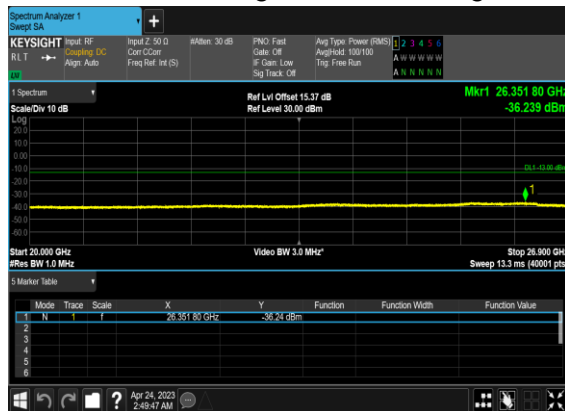 Spectrum Analyzer 1
Swept SA
+
KEYSIGHT Input: RF Input Z: 50 Ω #Atten: 30 dB PNO: Fast Avg Type: Power (RMS) 1 2 3 4 5 6
RLT Coupling: DC Corr CCorr Gate: Off Avg|Hold: 100/100 A W W W W W
Align: Auto Freq Ref: Int (S) IF Gain: Low Trig: Free Run
LW Sig Track: Off A N N N N N
1 Spectrum Ref Lvl Offset 15.37 dB Mkr1 26.351 80 GHz
Scale/Div 10 dB Ref Level 30.00 dBm -36.239 dBm
Log
20.0
10.0
0.00
-10.0 DL1 -13.00 dBm
-20.0
-30.0 1
-40.0
-50.0
-60.0
Start 20.000 GHz Video BW 3.0 MHz* Stop 26.900 GHz
#Res BW 1.0 MHz Sweep 13.3 ms (40001 pts
5 Marker Table
Mode Trace Scale X Y Function Function Width Function Value
1 N 1 f 26.351 80 GHz -36.24 dBm
2
3
4
5
6
? Apr 24, 2023
2:49:47 AM